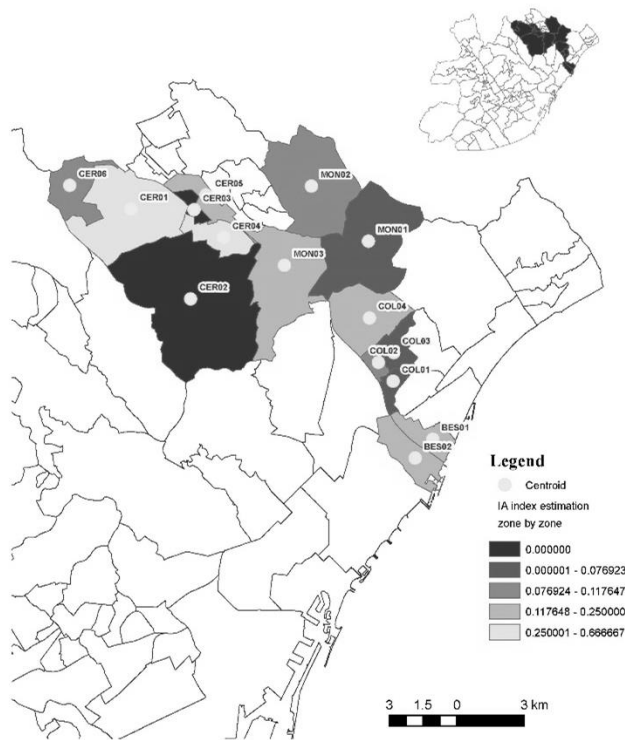 CER06
CER01
CER05
CER03
CER04
MON02
MON01
MON03
CER02
COL04
COL03
COL02
COL01
BES01
BES02
Legend
Centroid
IA index estimation
zone by zone
0.000000
0.000001 - 0.076923
0.076924 - 0.117647
0.117648 - 0.250000
0.250001 - 0.666667
3 1.5 0 3 km